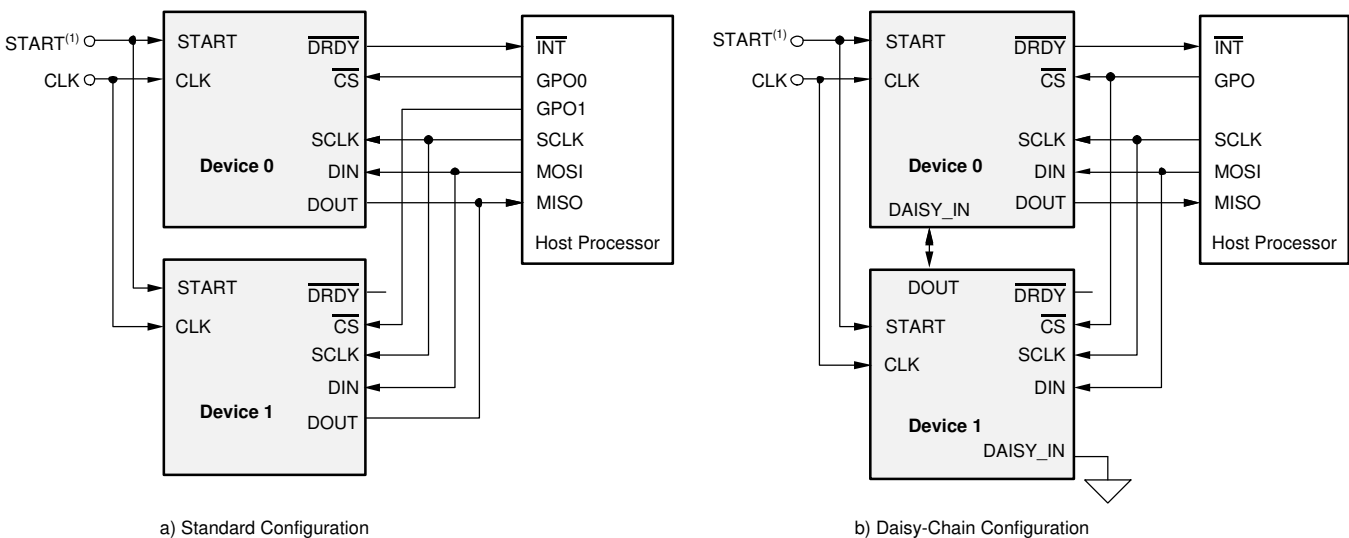 START(1)
CLK
START
CLK
DRDY
CS
SCLK
DIN
DOUT
Device 0
INT
GPO0
GPO1
SCLK
MOSI
MISO
Host Processor
START
CLK
DRDY
CS
SCLK
DIN
DOUT
Device 1
a) Standard Configuration
START(1)
CLK
START
CLK
DRDY
CS
SCLK
DIN
DOUT
Device 0
DAISY_IN
INT
GPO
SCLK
MOSI
MISO
Host Processor
DOUT
START
CLK
DRDY
CS
SCLK
DIN
Device 1
DAISY_IN
b) Daisy-Chain Configuration